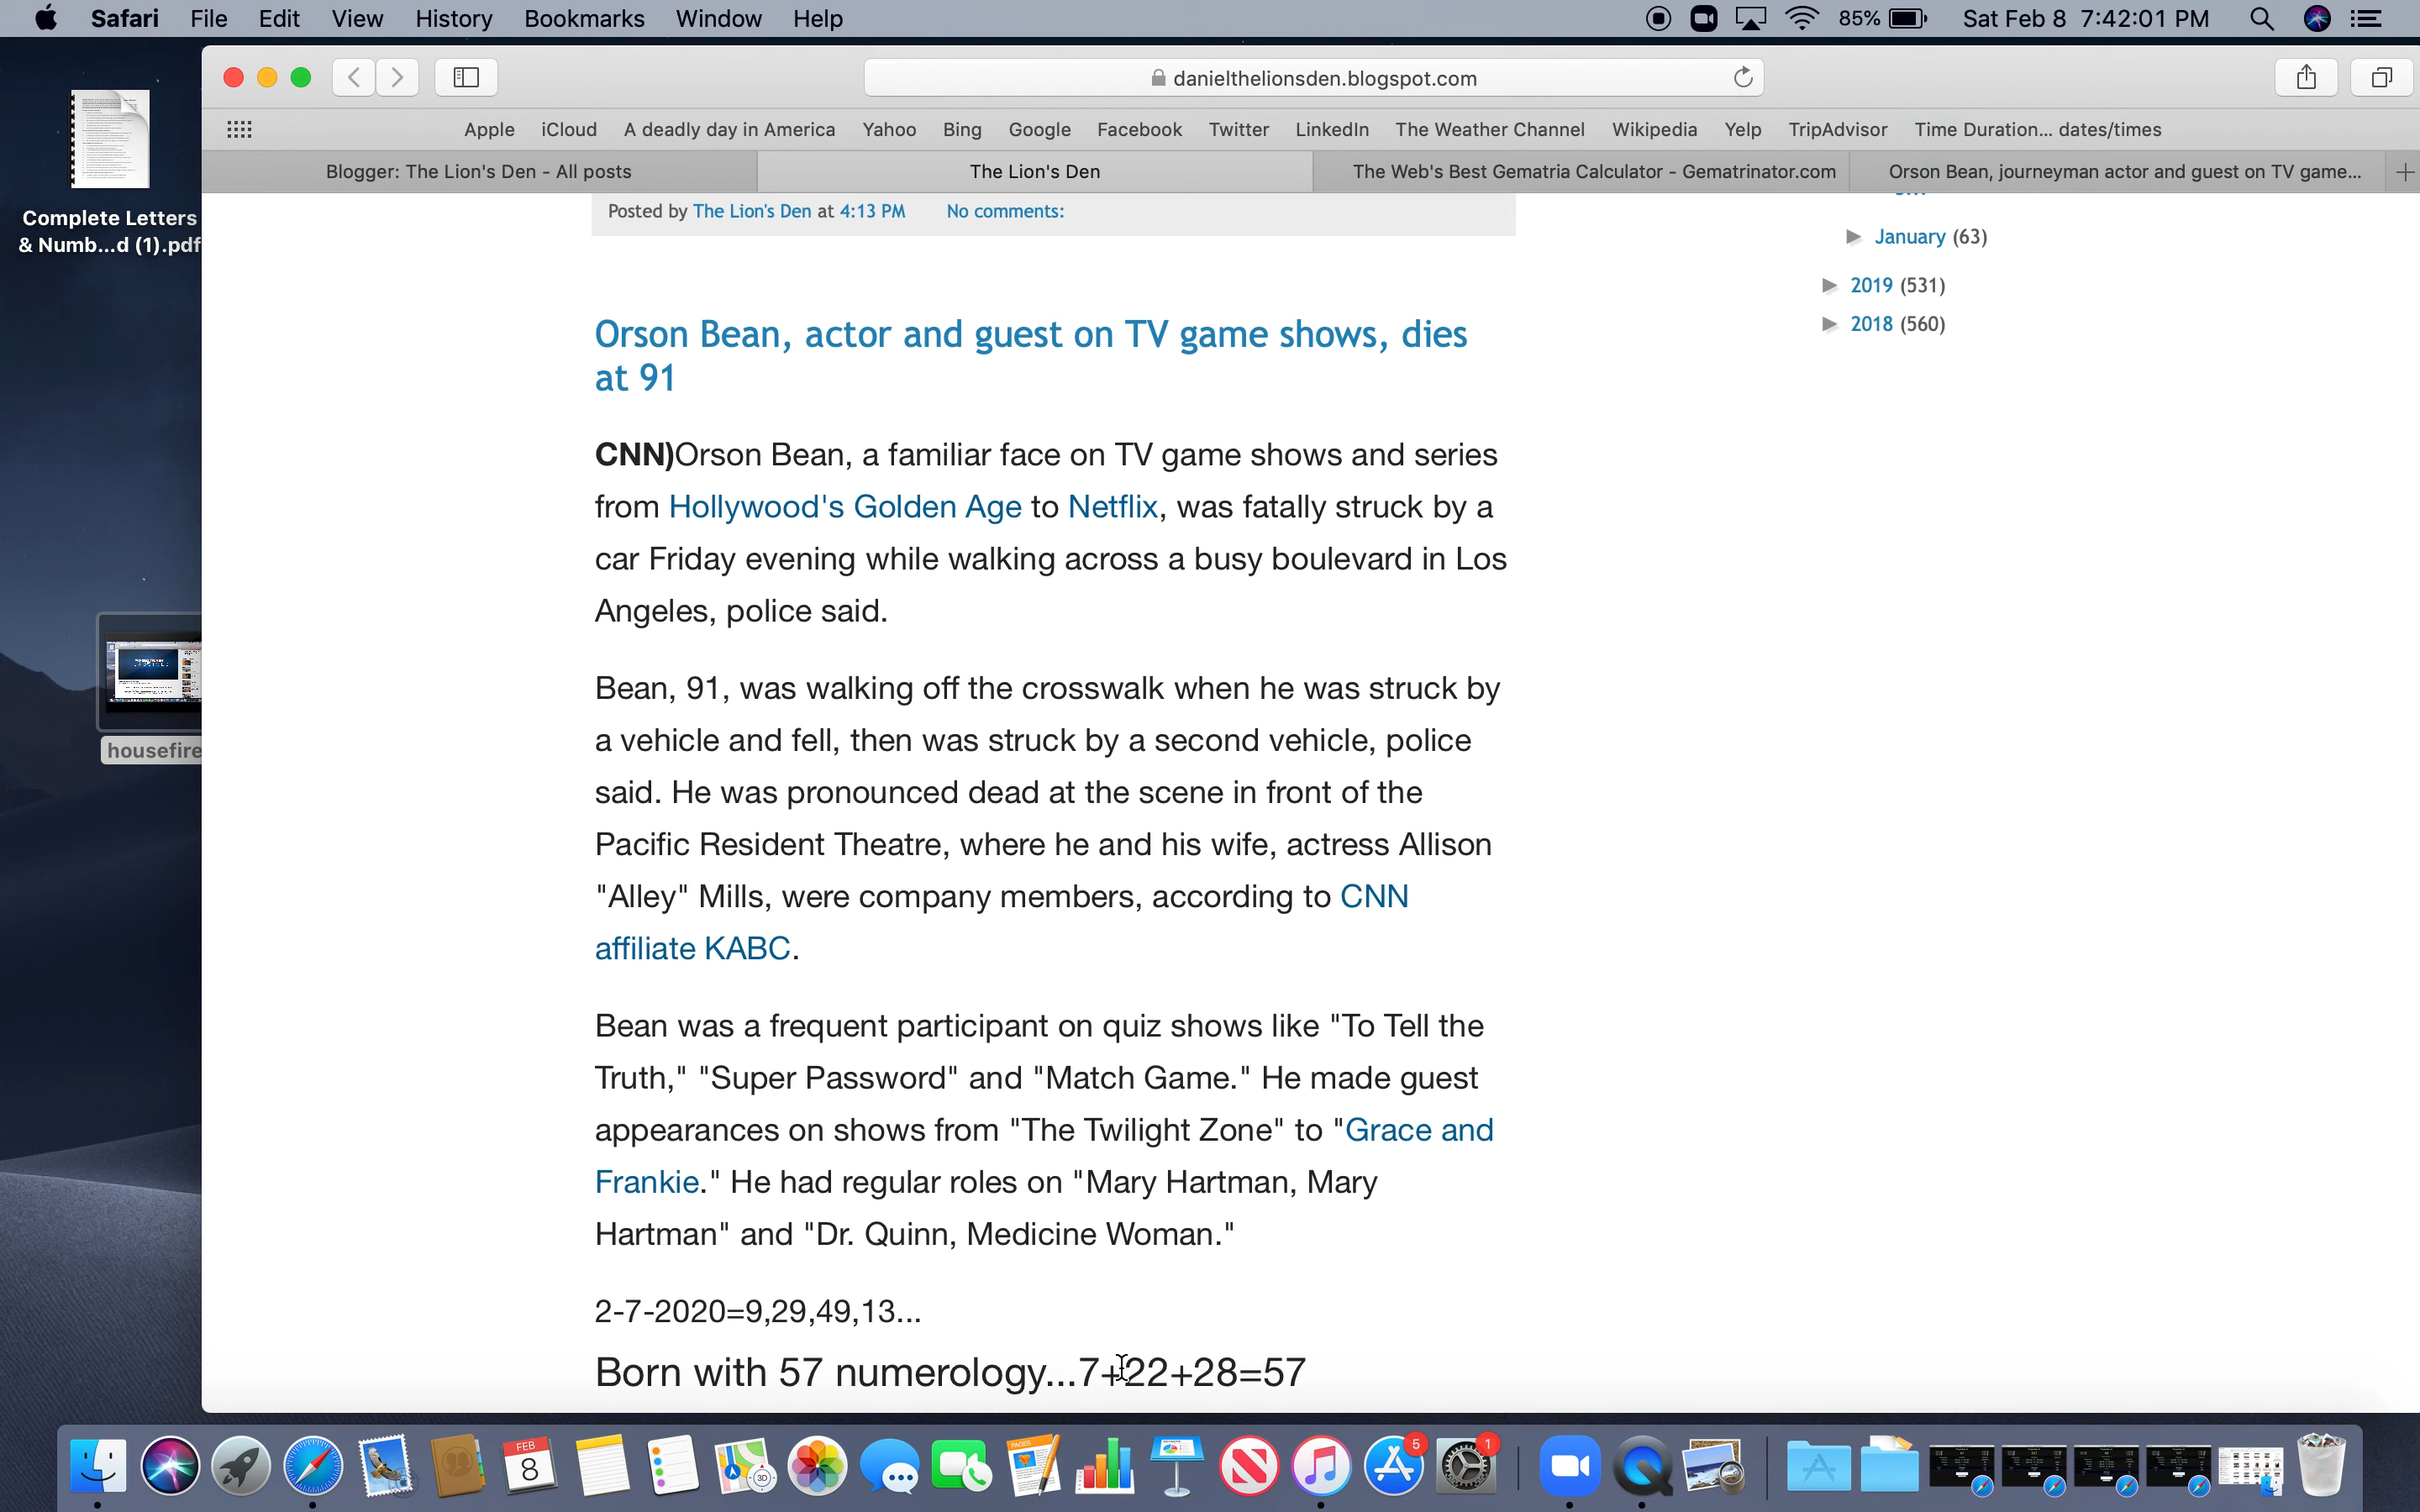 Safari File Edit View History Bookmarks Window Help 85% Sat Feb 8 7:42:01 PM
danielthelionsden.blogspot.com
Apple iCloud A deadly day in America Yahoo Bing Google Facebook Twitter LinkedIn The Weather Channel Wikipedia Yelp TripAdvisor Time Duration... dates/times
Blogger: The Lion's Den - All posts The Lion's Den The Web's Best Gematria Calculator - Gematrinator.com Orson Bean, journeyman actor and guest on TV game...
Complete Letters
& Numb...d (1).pdf
housefire
Posted by The Lion's Den at 4:13 PM No comments:
Orson Bean, actor and guest on TV game shows, dies
at 91
CNN)Orson Bean, a familiar face on TV game shows and series
from Hollywood's Golden Age to Netflix, was fatally struck by a
car Friday evening while walking across a busy boulevard in Los
Angeles, police said.
Bean, 91, was walking off the crosswalk when he was struck by
a vehicle and fell, then was struck by a second vehicle, police
said. He was pronounced dead at the scene in front of the
Pacific Resident Theatre, where he and his wife, actress Allison
"Alley" Mills, were company members, according to CNN
affiliate KABC.
Bean was a frequent participant on quiz shows like "To Tell the
Truth," "Super Password" and "Match Game." He made guest
appearances on shows from "The Twilight Zone" to "Grace and
Frankie." He had regular roles on "Mary Hartman, Mary
Hartman" and "Dr. Quinn, Medicine Woman."
2-7-2020=9,29,49,13...
Born with 57 numerology...7+22+28=57
January (63)
2019 (531)
2018 (560)
FEB
8
PAGES
3D
5
1